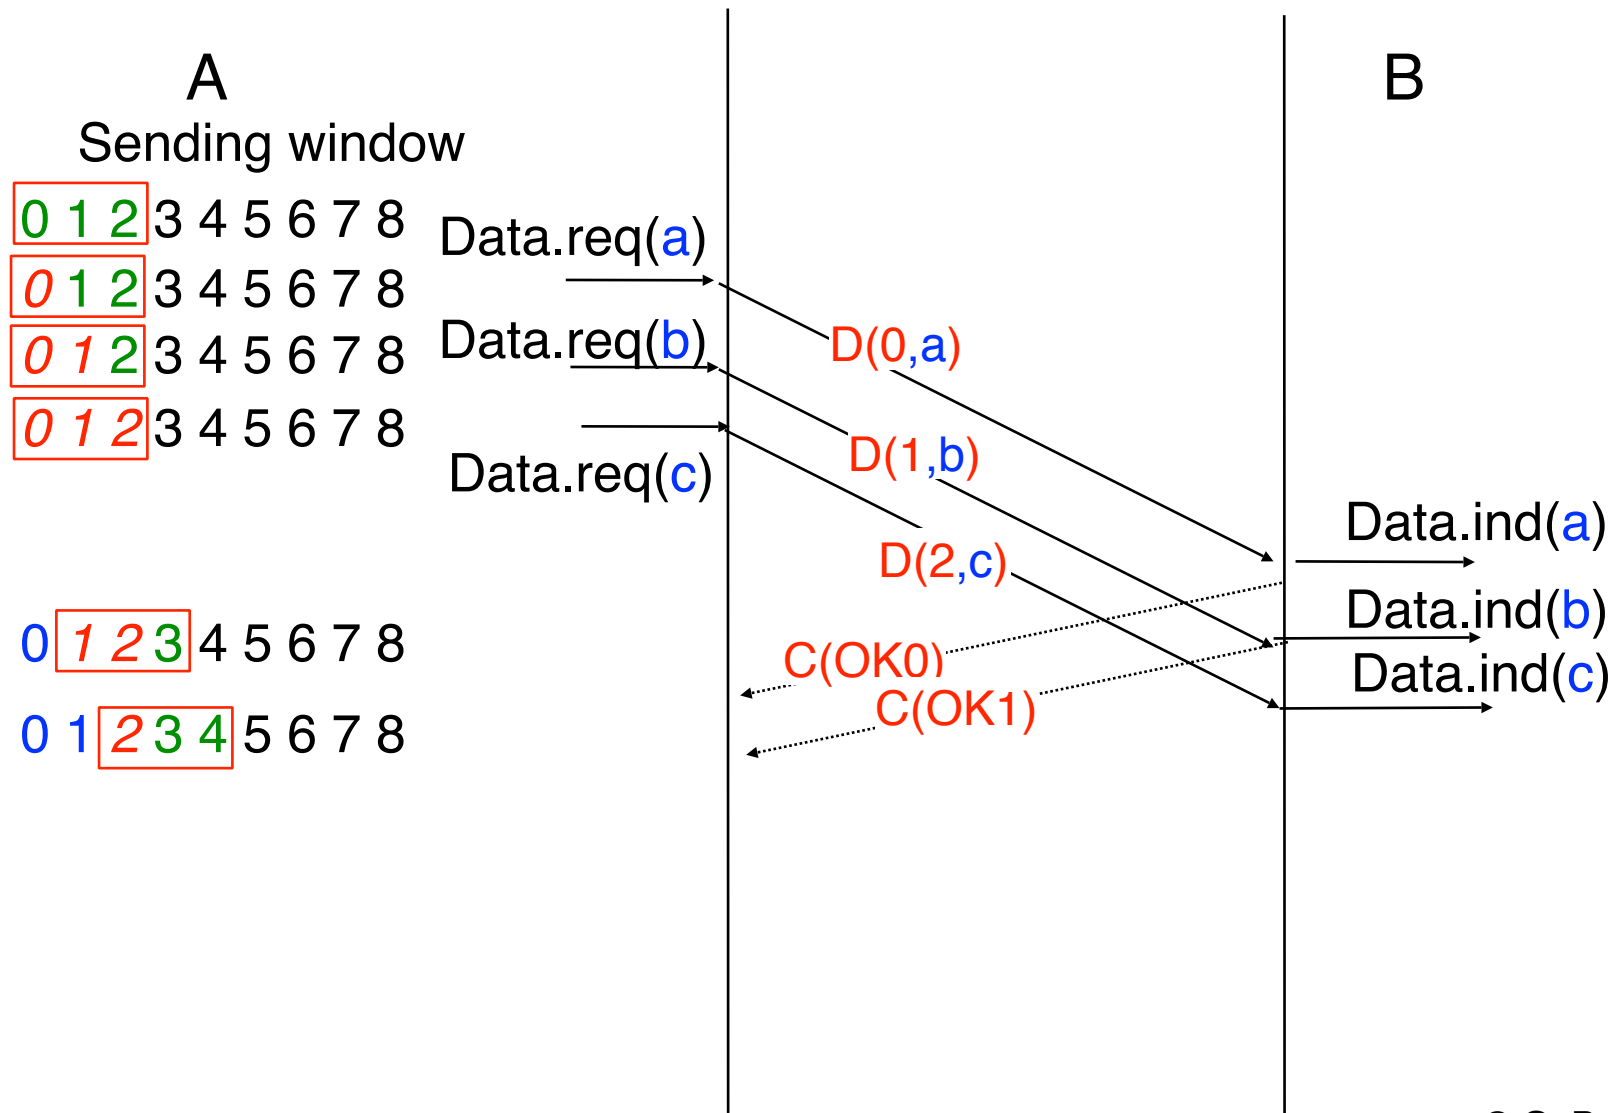 A
B
Sending window
0 1 2 3 4 5 6 7 8
Data.req(a)
0 1 2 3 4 5 6 7 8
Data.req(b)
D(0,a)
0 1 2 3 4 5 6 7 8
0 1 2 3 4 5 6 7 8
D(1,b)
Data.req(c)
Data.ind(a)
D(2,c)
Data.ind(b)
0 1 2 3 4 5 6 7 8
C(OK0)
Data.ind(c)
C(OK1)
0 1 2 3 4 5 6 7 8